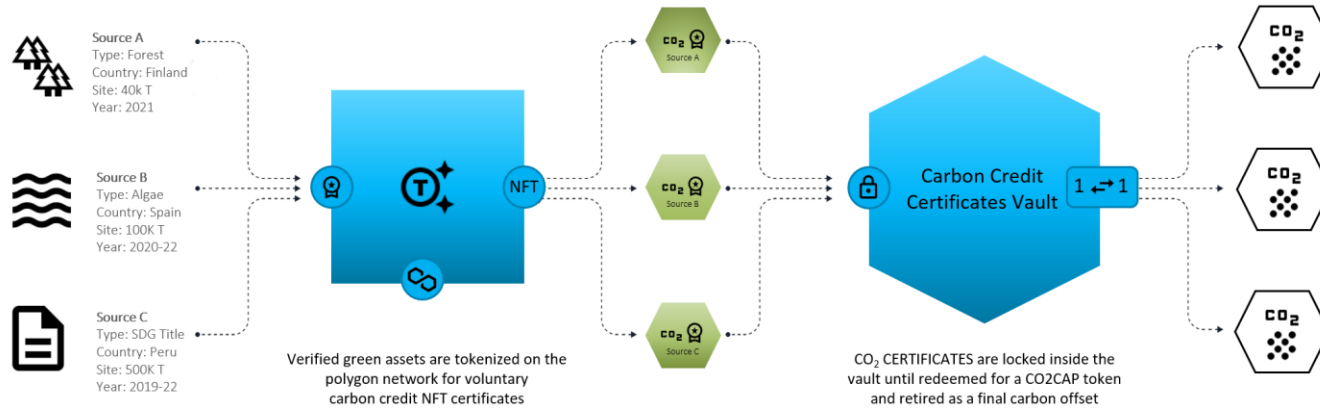 Source A
Type: Forest
Country: Finland
Site: 40k T
Year: 2021
Source B
Type: Algae
Country: Spain
Site: 100K T
Year: 2020-22
Source C
Type: SDG Title
Country: Peru
Site: 500K T
Year: 2019-22
T
NFT
Verified green assets are tokenized on the
polygon network for voluntary
carbon credit NFT certificates
CO2
Source A
CO2
Source B
CO2
Source C
Carbon Credit
Certificates Vault
1 1
CO₂ CERTIFICATES are locked inside the
vault until redeemed for a CO2CAP token
and retired as a final carbon offset
CO2
CO2
CO2